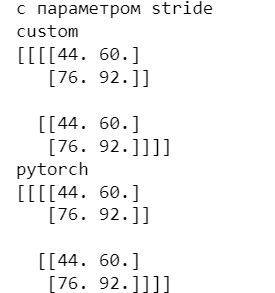 с параметром stride
custom
[[[[44. 60.]
[76. 92.]]
[[44. 60.]
[76. 92.]]]]
pytorch
[[[[44. 60.]
[76. 92.]]
[[44. 60.]
[76. 92.]]]]